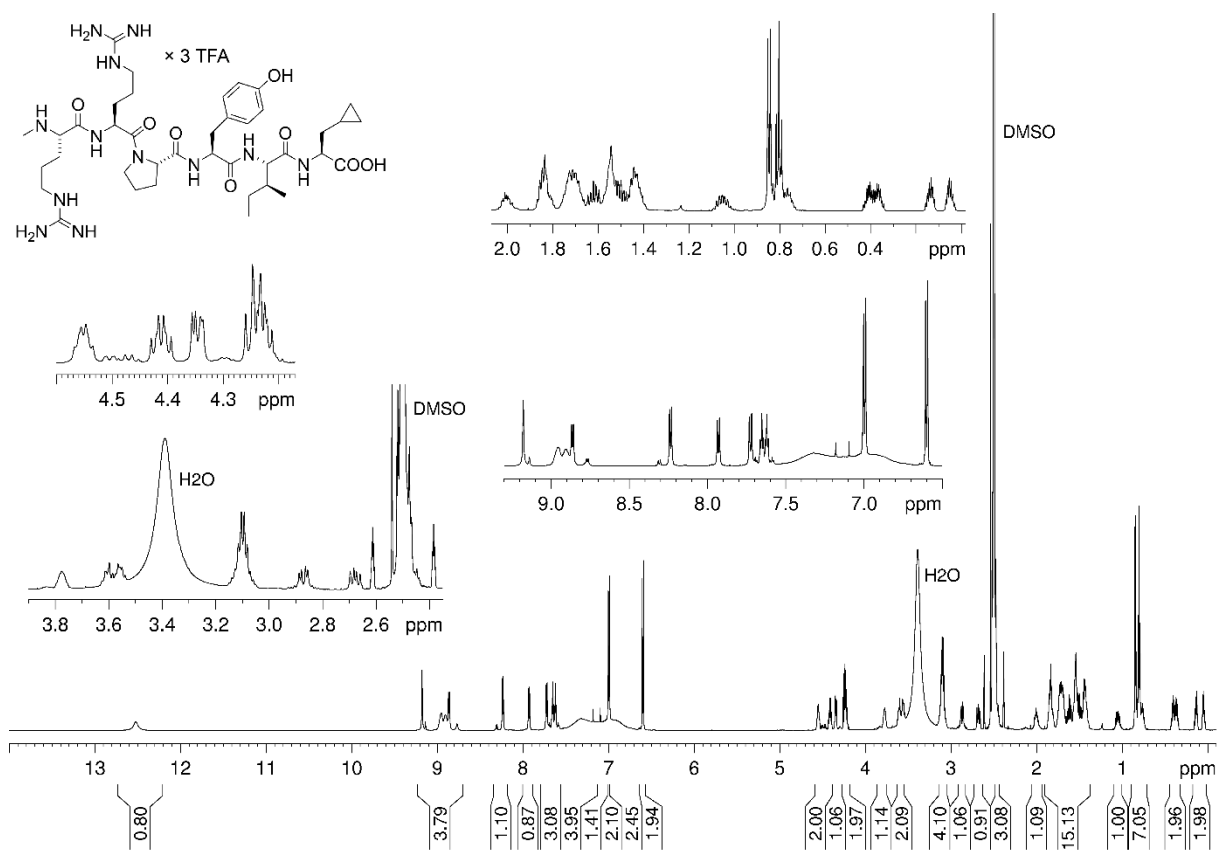 NH
H2N NH
HN
× 3 TFA
OH
H
N
O
N
H
O
N
O
N
H
O
H
N
O
N
H
COOH
HN
H2N NH
2.0 1.8 1.6 1.4 1.2 1.0 0.8 0.6 0.4 ppm
DMSO
4.5 4.4 4.3 ppm
9.0 8.5 8.0 7.5 7.0 ppm
DMSO
H2O
3.8 3.6 3.4 3.2 3.0 2.8 2.6 ppm
H2O
13 12 11 10 9 8 7 6 5 4 3 2 1 ppm
0.80 3.79 1.10 0.87 3.08 3.95 1.41 2.10 2.45 1.94 2.00 1.06 1.97 1.14 2.09 4.10 1.06 0.91 3.08 1.09 15.13 1.00 7.05 1.96 1.98